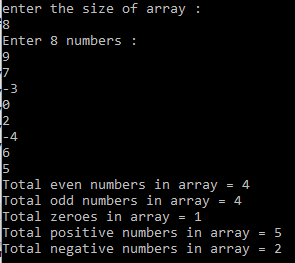 enter the size of array :
8
Enter 8 numbers :
9
7
-3
0
2
-4
6
5
Total even numbers in array = 4
Total odd numbers in array = 4
Total zeroes in array = 1
Total positive numbers in array = 5
Total negative numbers in array = 2